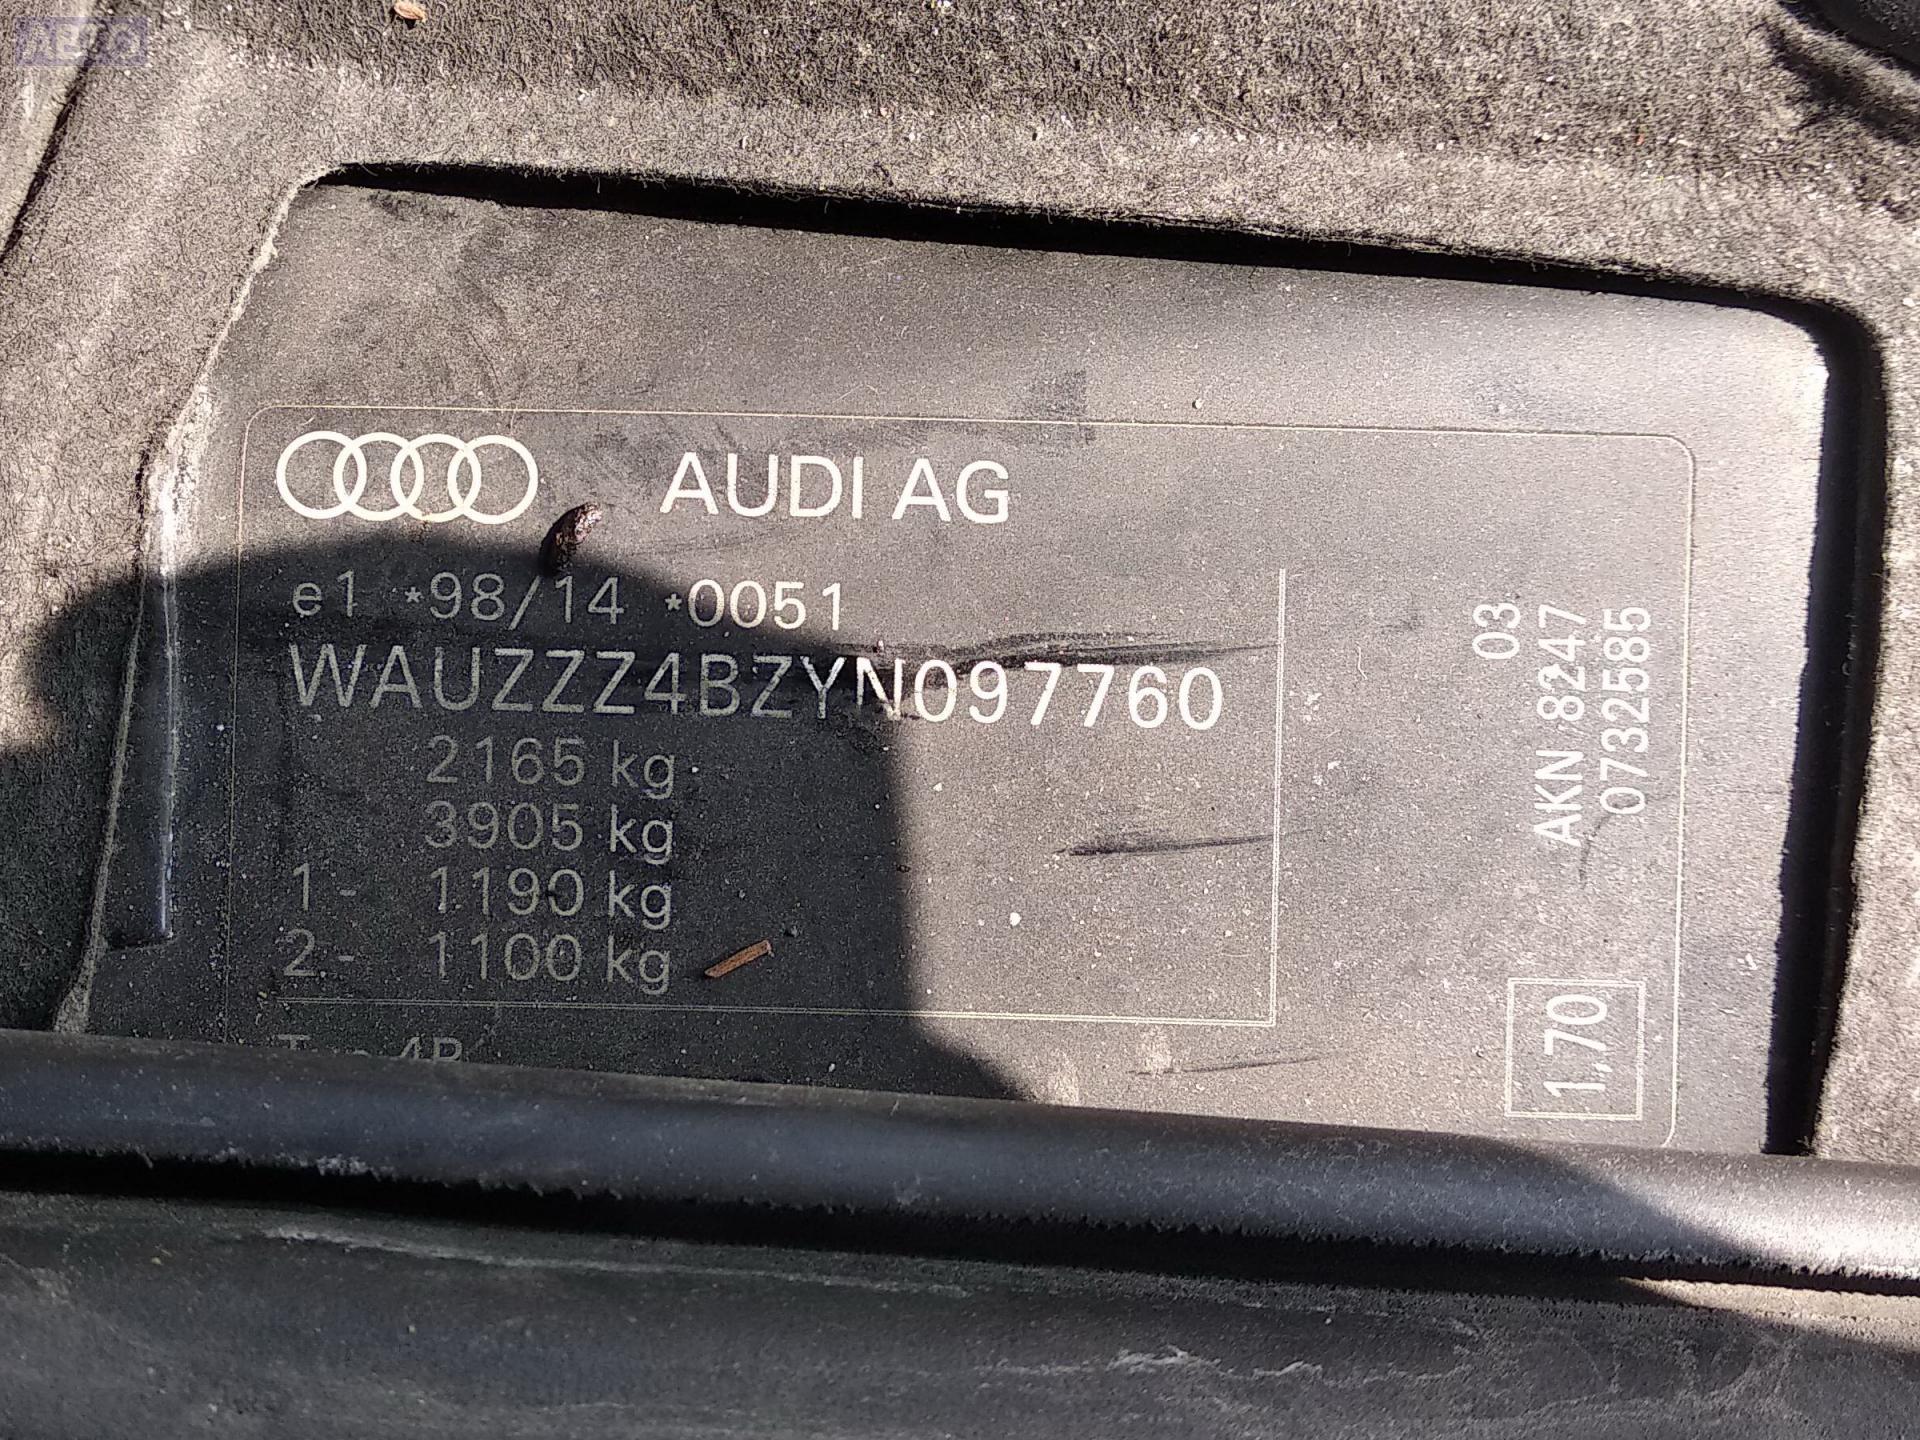 AUDI AG
e1 *98/14 *0051
WAUZZZ4BZYN097760
2165 kg
3905 kg
1- 1190 kg
2- 1100 kg
03
AKN 8247
0732585
1,70